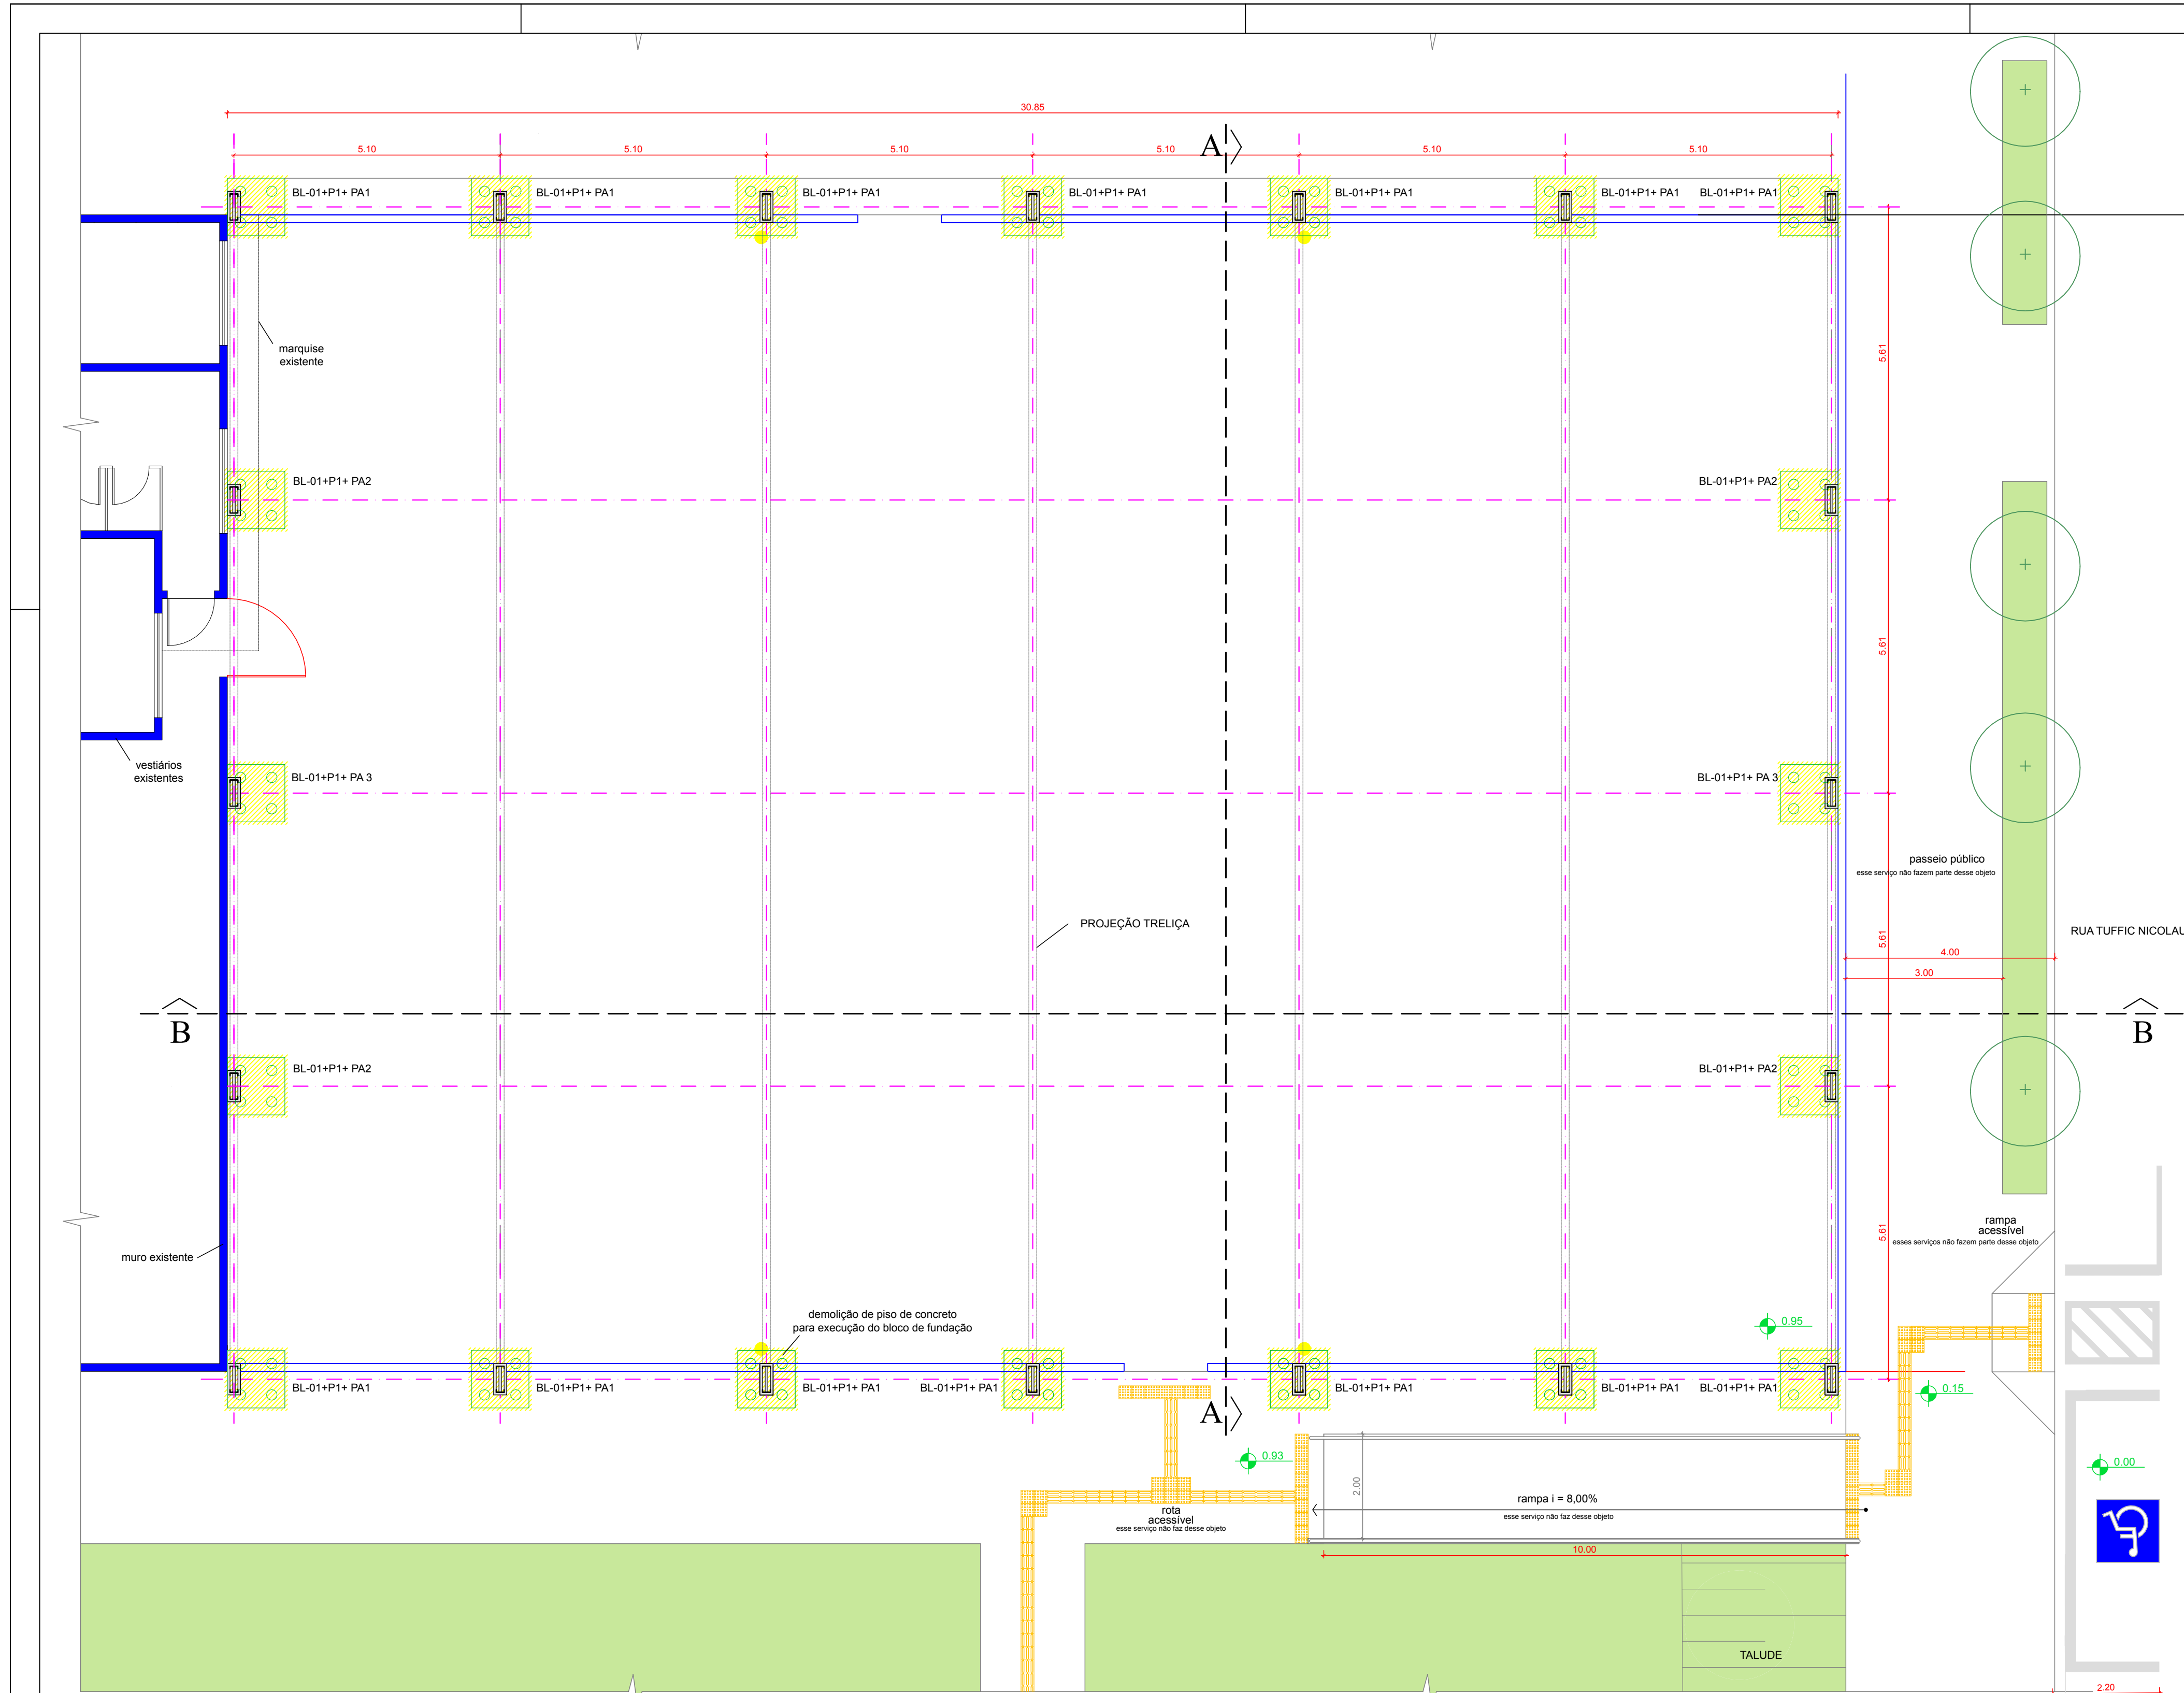 30.85
5.10
5.10
5.10
5.10
5.10
5.10
A
BL-01+P1+ PA1
BL-01+P1+ PA1
BL-01+P1+ PA1
BL-01+P1+ PA1
BL-01+P1+ PA1
BL-01+P1+ PA1
BL-01+P1+ PA1
marquise
existente
5.61
BL-01+P1+ PA2
BL-01+P1+ PA2
5.61
vestiários
existentes
BL-01+P1+ PA 3
BL-01+P1+ PA 3
passeio público
esse serviço não fazem parte desse objeto
PROJEÇÃO TRELIÇA
RUA TUFFIC NICOLAU
5.61
4.00
3.00
B
B
BL-01+P1+ PA2
BL-01+P1+ PA2
rampa
acessível
esses serviços não fazem parte desse objeto
5.61
muro existente
demolição de piso de concreto
para execução do bloco de fundação
0.95
BL-01+P1+ PA1
BL-01+P1+ PA1
BL-01+P1+ PA1
BL-01+P1+ PA1
BL-01+P1+ PA1
BL-01+P1+ PA1
BL-01+P1+ PA1
0.15
A
0.93
0.00
2.00
rampa i = 8,00%
esse serviço não faz desse objeto
rota
acessível
esse serviço não faz desse objeto
10.00
TALUDE
2.20